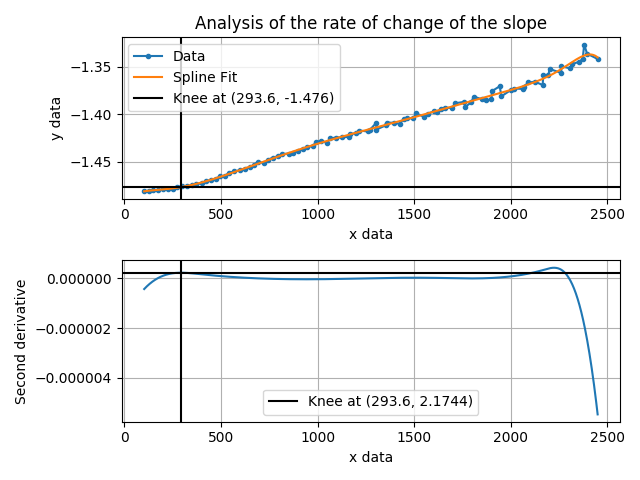 Analysis of the rate of change of the slope
Data
Spline Fit
Knee at (293.6, -1.476)
−1.35
−1.40
−1.45
y data
0
500
1000
1500
2000
2500
x data
0.000000
−0.000002
−0.000004
Second derivative
Knee at (293.6, 2.1744)
0
500
1000
1500
2000
2500
x data